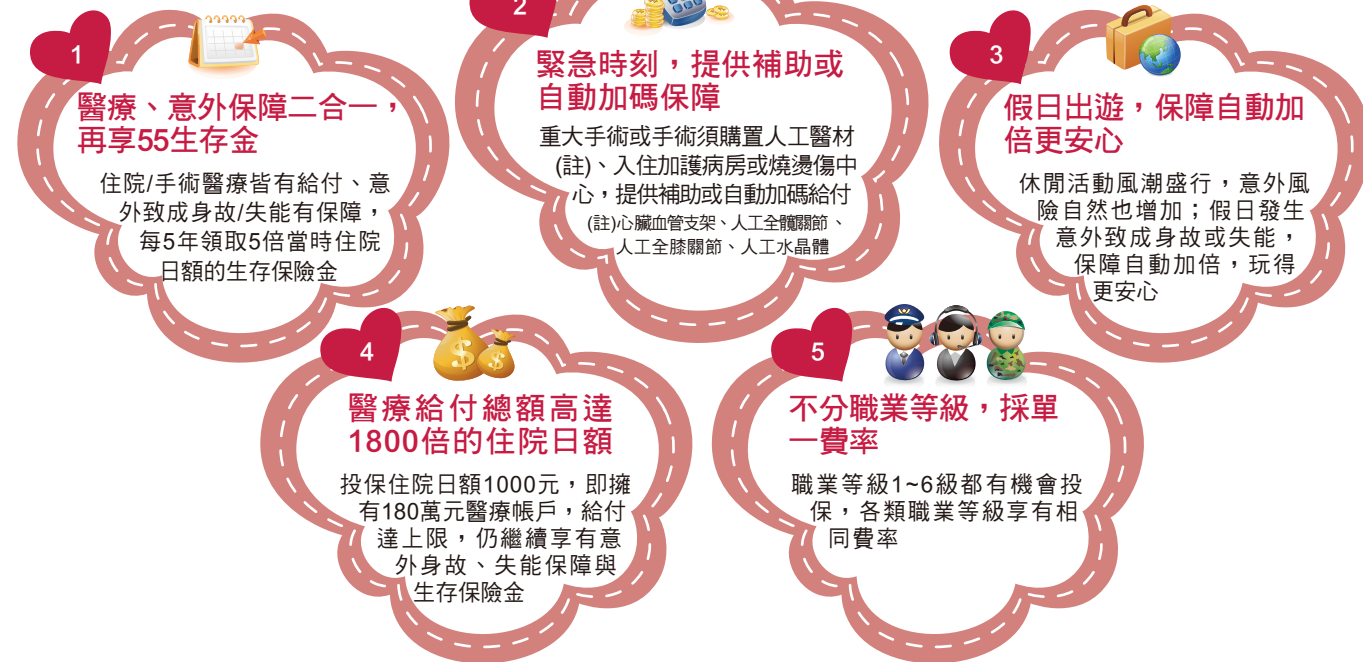 1
醫療、意外保障二合一，
再享55生存金
住院/手術醫療皆有給付、意
外致成身故/失能有保障，
每5年領取5倍當時住院
日額的生存保險金
2
緊急時刻，提供補助或
自動加碼保障
重大手術或手術須購置人工醫材
(註)、入住加護病房或燒燙傷中
心，提供補助或自動加碼給付
(註)心臟血管支架、人工全髖關節、
人工全膝關節、人工水晶體
3
假日出遊，保障自動加
倍更安心
休閒活動風潮盛行，意外風
險自然也增加；假日發生
意外致成身故或失能，
保障自動加倍，玩得
更安心
4
醫療給付總額高達
1800倍的住院日額
投保住院日額1000元，即擁
有180萬元醫療帳戶，給付
達上限，仍繼續享有意
外身故、失能保障與
生存保險金
5
不分職業等級，採單
一費率
職業等級1~6級都有機會投
保，各類職業等級享有相
同費率